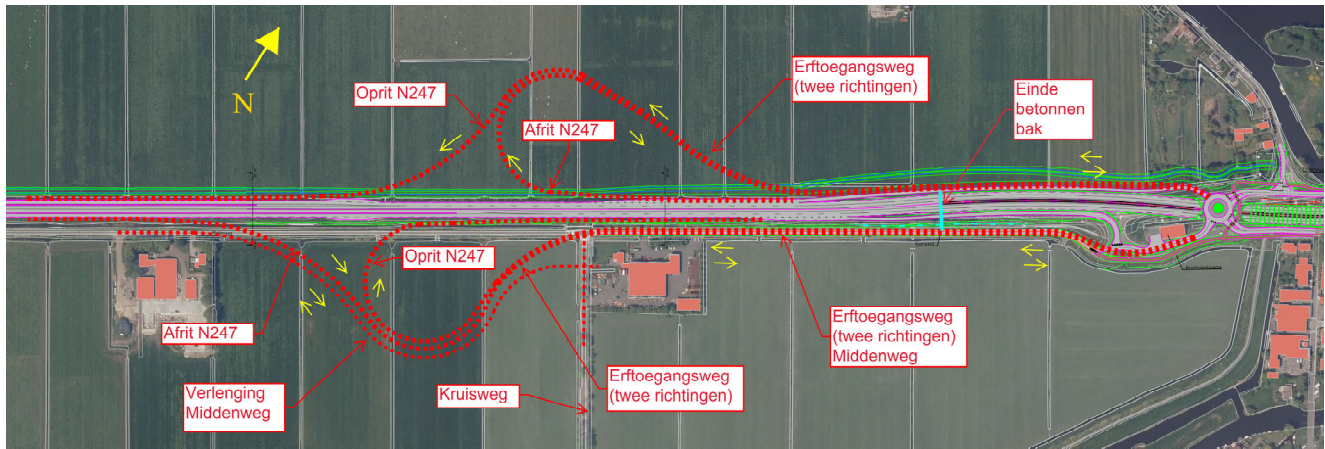 N
Oprit N247
Afrit N247
Erftoegangsweg
(twee richtingen)
Einde
betonnen
bak
Oprit N247
Afrit N247
Verlenging
Middenweg
Kruisweg
Erftoegangsweg
(twee richtingen)
Erftoegangsweg
(twee richtingen)
Middenweg